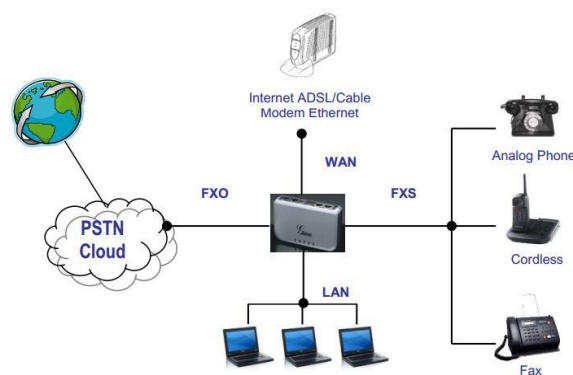 Internet ADSL/Cable
Modem Ethernet
WAN
Analog Phone
FXO
FXS
PSTN
Cloud
Cordless
LAN
Fax